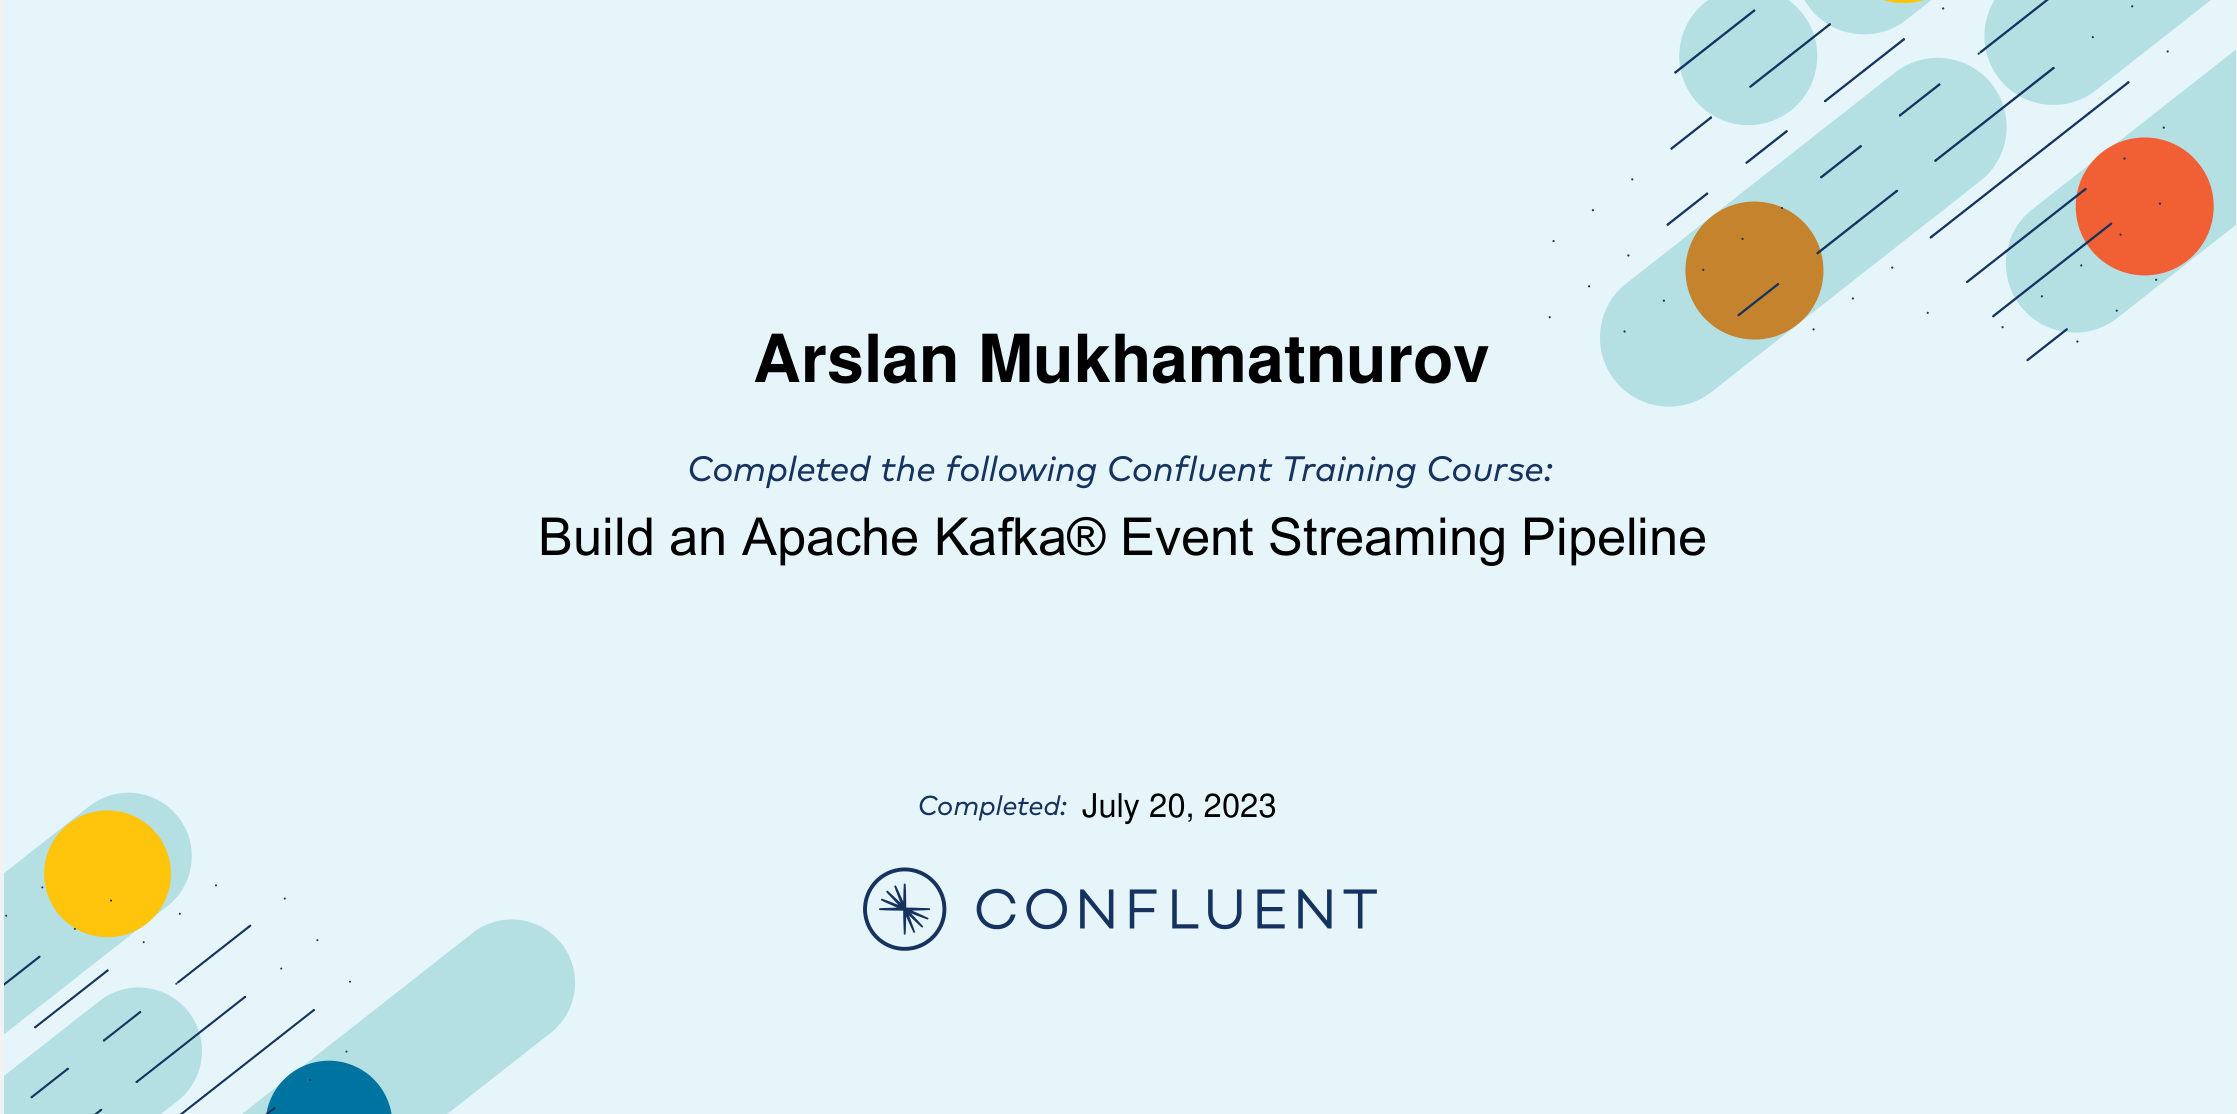 Arslan Mukhamatnurov
Completed the following Confluent Training Course:
Build an Apache Kafka® Event Streaming Pipeline
Completed: July 20, 2023
CONFLUENT